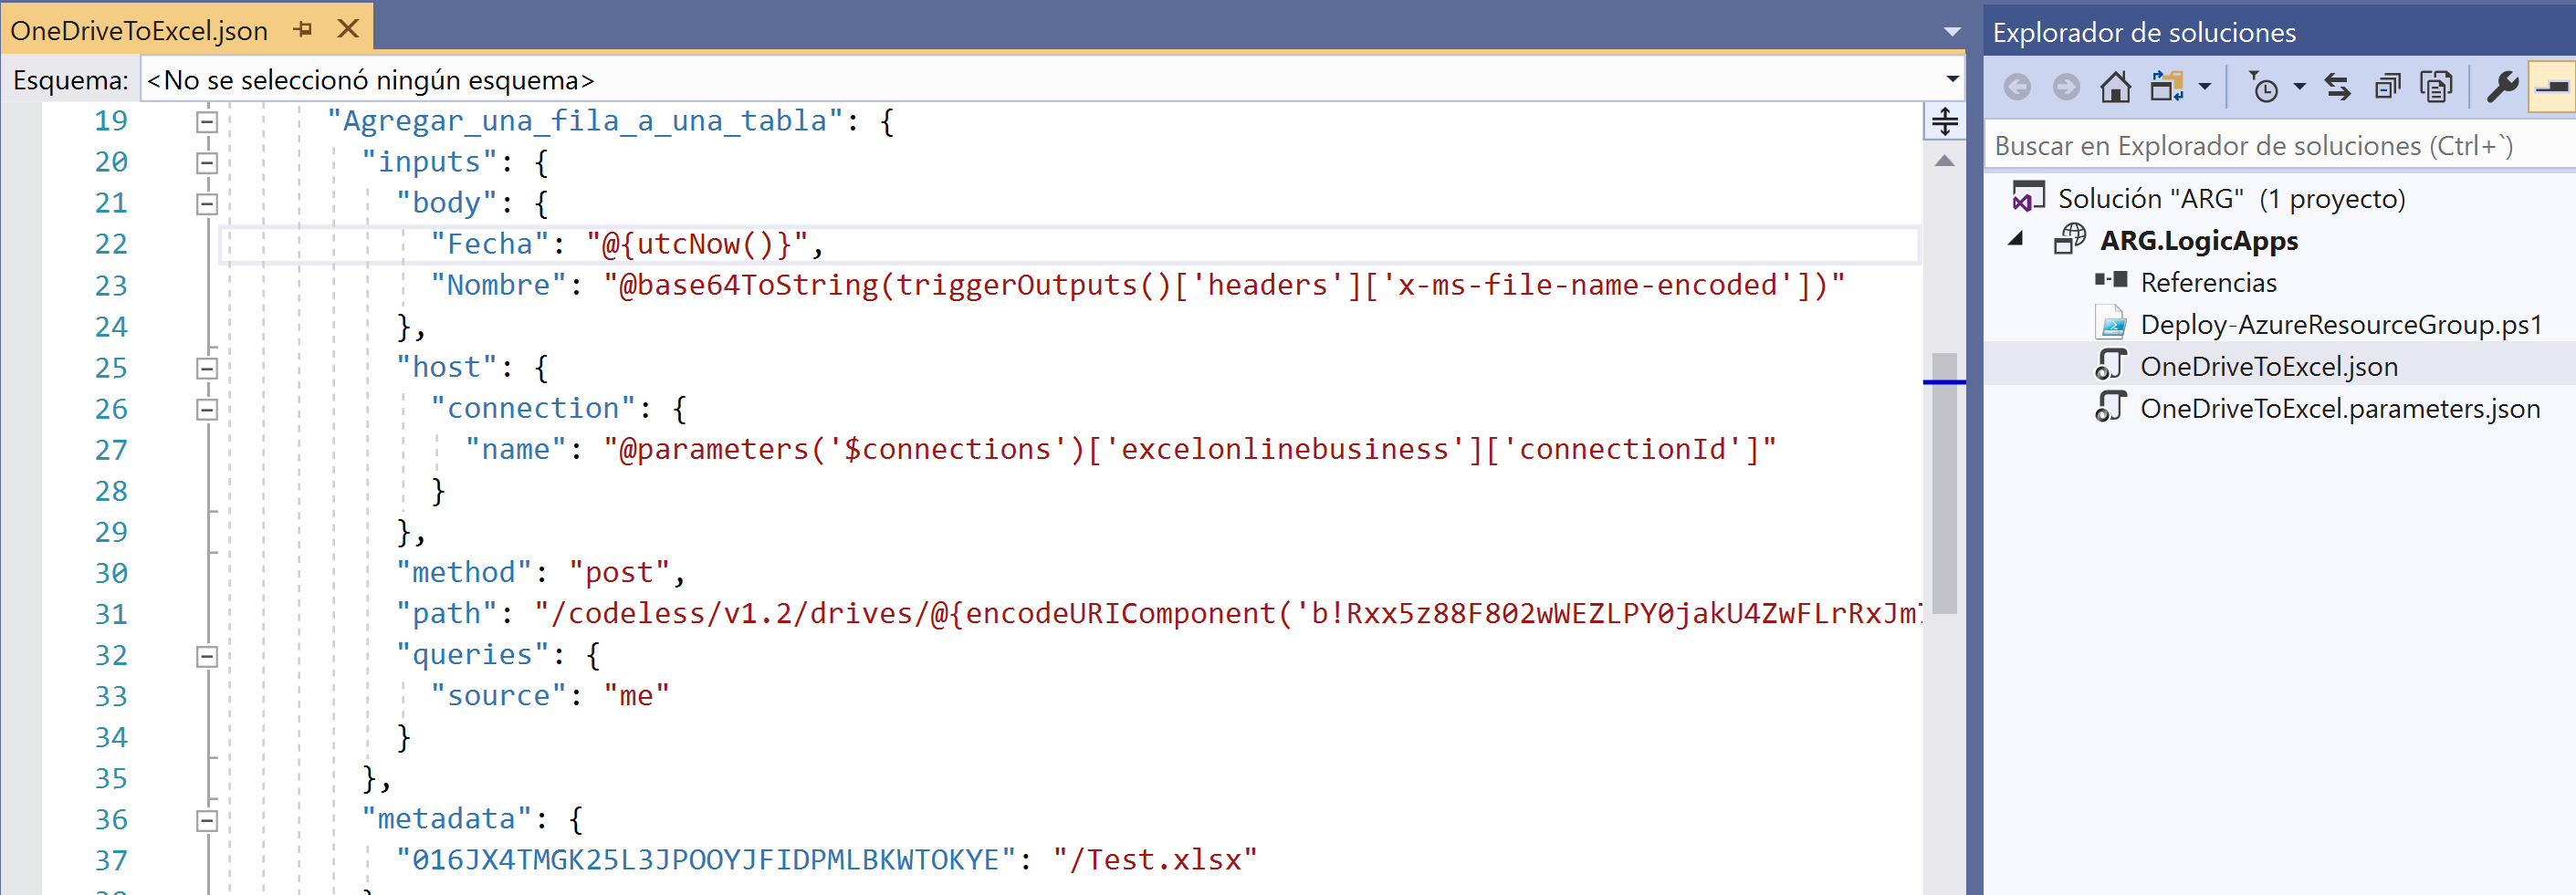 OneDriveToExcel.json
Esquema: <No se seleccionó ningún esquema>
19 "Agregar_una_fila_a_una_tabla": {
20 "inputs": {
21 "body": {
22 "Fecha": "@{utcNow()}",
23 "Nombre": "@base64ToString(triggerOutputs()['headers']['x-ms-file-name-encoded'])"
24 },
25 "host": {
26 "connection": {
27 "name": "@parameters('$connections')['excelonlinebusiness']['connectionId']"
28 }
29 },
30 "method": "post",
31 "path": "/codeless/v1.2/drives/@{encodeURIComponent('b!Rxx5z88F802wWEZLPY0jakU4ZwFLrRxJm
32 "queries": {
33 "source": "me"
34 }
35 },
36 "metadata": {
37 "016JX4TMGK25L3JPOOYJFIDPMLBKWTOKYE": "/Test.xlsx"
Explorador de soluciones
Buscar en Explorador de soluciones (Ctrl+`)
Solución "ARG" (1 proyecto)
ARG.LogicApps
Referencias
Deploy-AzureResourceGroup.ps1
OneDriveToExcel.json
OneDriveToExcel.parameters.json